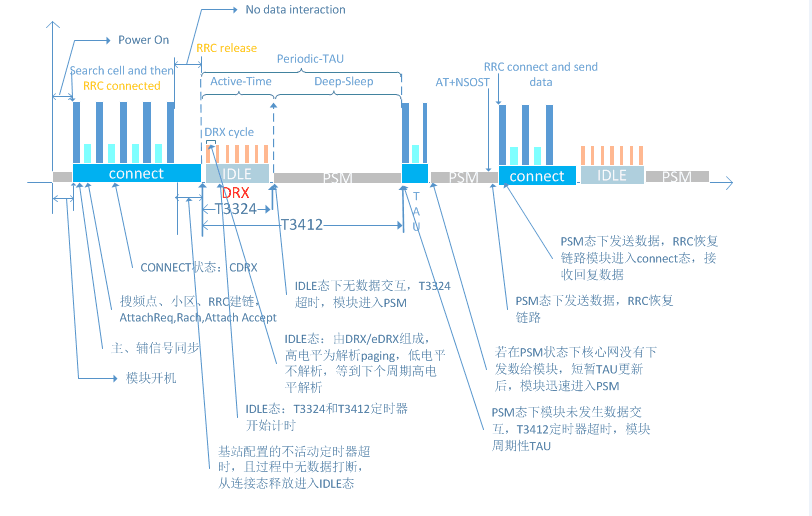 No data interaction
Power On
RRC release
Periodic-TAU
RRC connect and send
data
Search cell and then
RRC connected
Active-Time
Deep-Sleep
AT+NSOST
DRX cycle
connect
IDLE
PSM
PSM
connect
IDLE
PSM
DRX
T3324
T
A
U
T3412
CONNECT状态：CDRX
搜频点、小区、RRC建链，
AttachReq,Rach,Attach Accept
主、辅信号同步
模块开机
IDLE态下无数据交互，T3324
超时，模块进入PSM
IDLE态：由DRX/eDRX组成，
高电平为解析paging，低电平
不解析，等到下个周期高电
平解析
IDLE态：T3324和T3412定时器
开始计时
基站配置的不活动定时器超
时，且过程中无数据打断，
从连接态释放进入IDLE态
PSM态下发送数据，RRC恢复
链路模块进入connect态，接
收回复数据
PSM态下发送数据，RRC恢复
链路
若在PSM状态下核心网没有下
发数给模块，短暂TAU更新
后，模块迅速进入PSM
PSM态下模块未发生数据交
互，T3412定时器超时，模块
周期性TAU